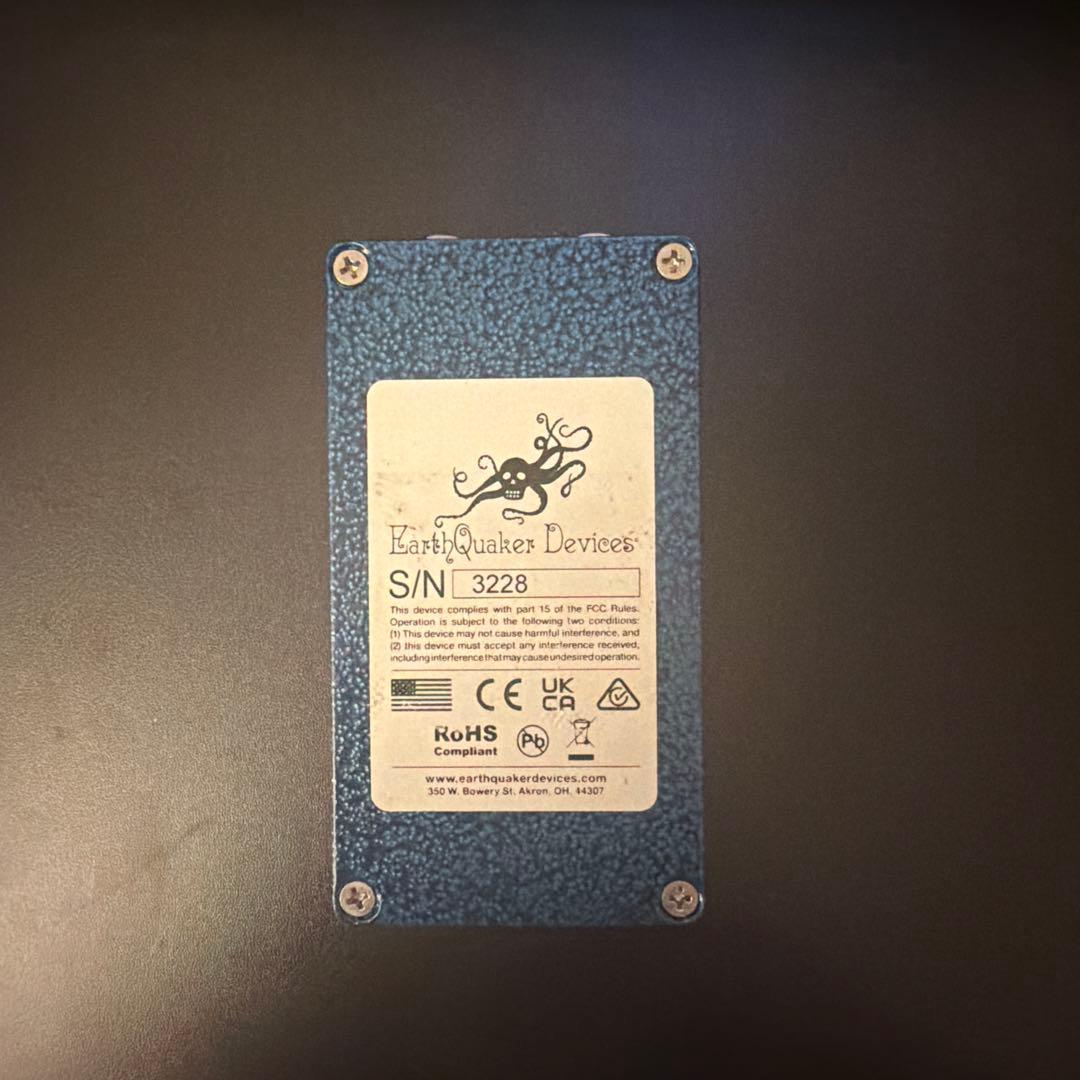 EarthQuaker Devices
S/N 3228
This device complies with part 15 of the FCC Rules.
Operation is subject to the following two conditions:
(1) This device may not cause harmful interference, and
(2) this device must accept any interference received,
including interference that may cause undesired operation.
CE UK
CA
RoHS
Compliant
Pb
www.earthquakerdevices.com
350 W. Bowery St, Akron, OH, 44307